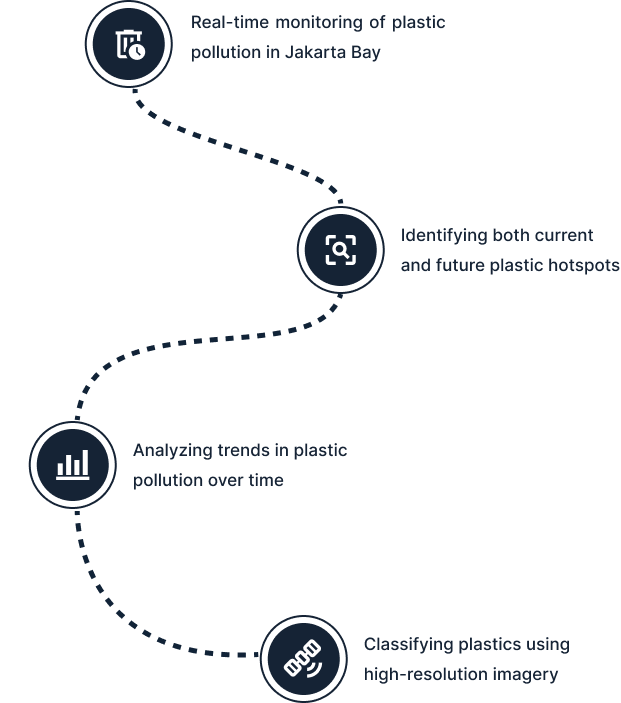 Real-time monitoring of plastic
pollution in Jakarta Bay
Identifying both current
and future plastic hotspots
Analyzing trends in plastic
pollution over time
Classifying plastics using
high-resolution imagery